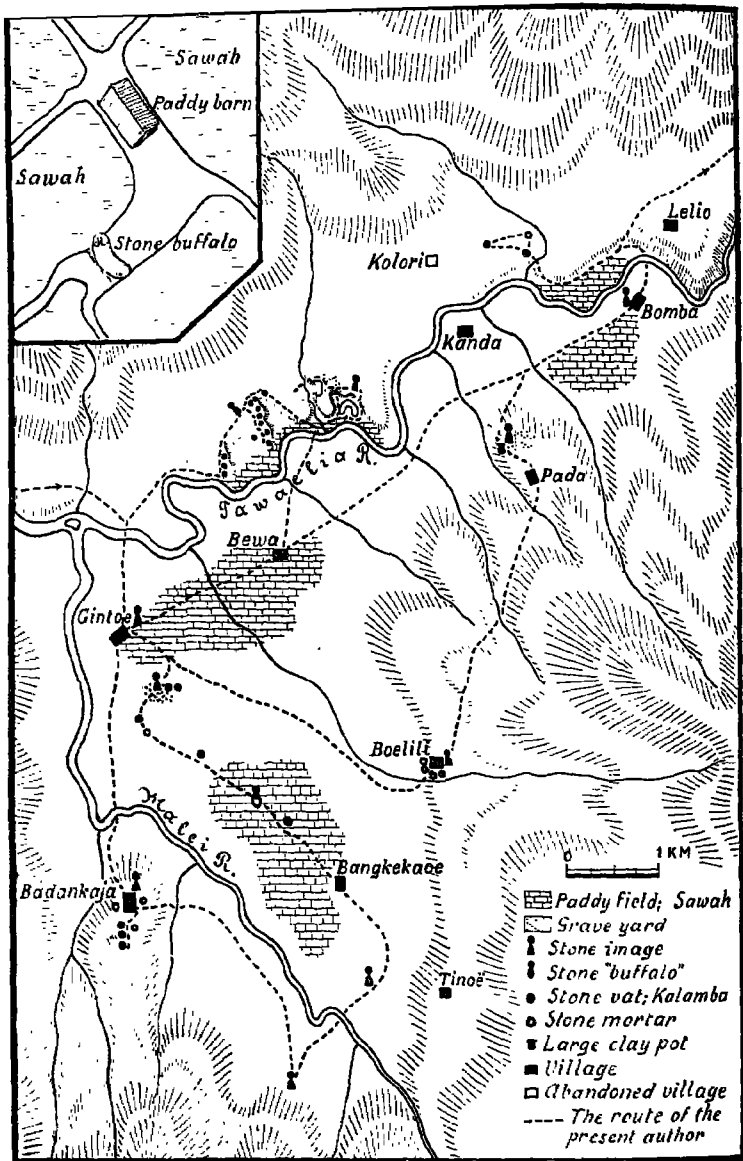 Sawah
Paddy barn
Sawah
Stone buffalo
Lelio
Kolori
Bomba
Kanda
Tawaelia R.
Pada
Bewa
Gintoe
Boelili
Malei R.
Bangkekaoe
Badankaja
Tinoë
0 1 KM
Paddy field; Sawah
Grave yard
Stone image
Stone "buffalo"
Stone vat; Kalamba
Stone mortar
Large clay pot
Village
Abandoned village
The route of the
present author